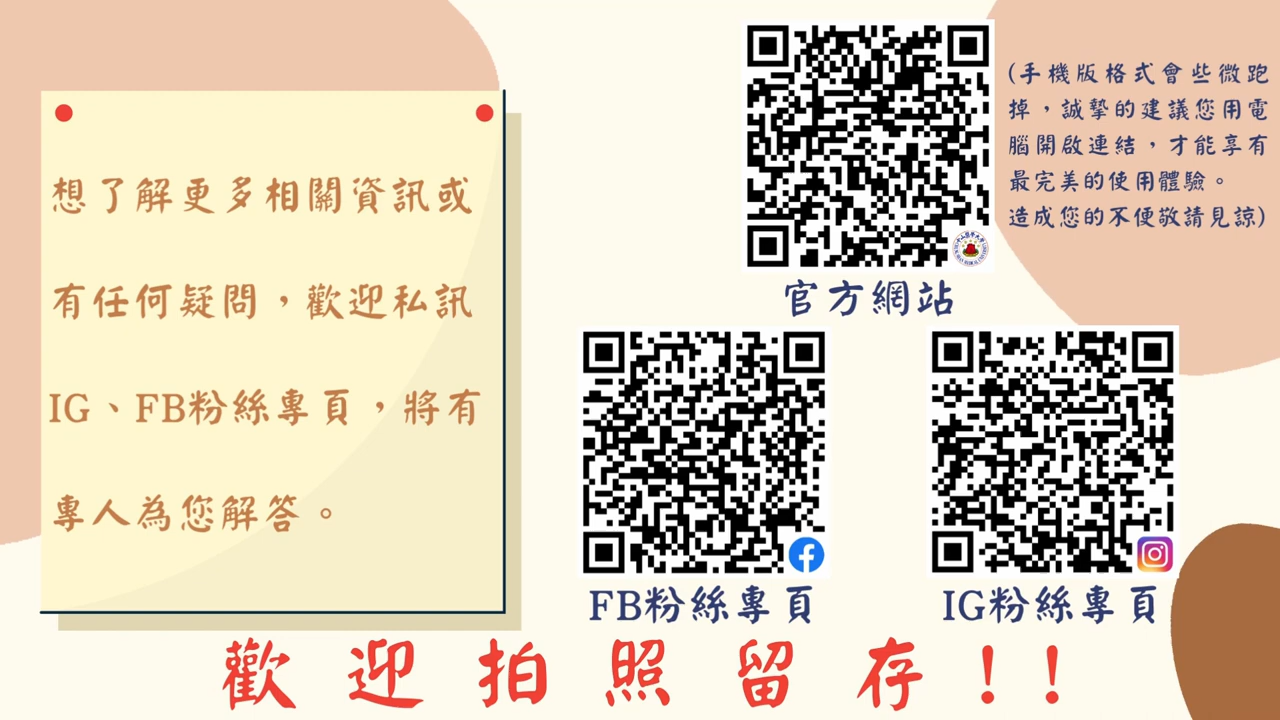 想了解更多相關資訊或
有任何疑問，歡迎私訊
IG、FB粉絲專頁，將有
專人為您解答。
(手機版格式會些微跑
掉，誠摯的建議您用電
腦開啟連結，才能享有
最完美的使用體驗。
造成您的不便敬請見諒)
官方網站
FB粉絲專頁
IG粉絲專頁
歡迎拍照留存!!